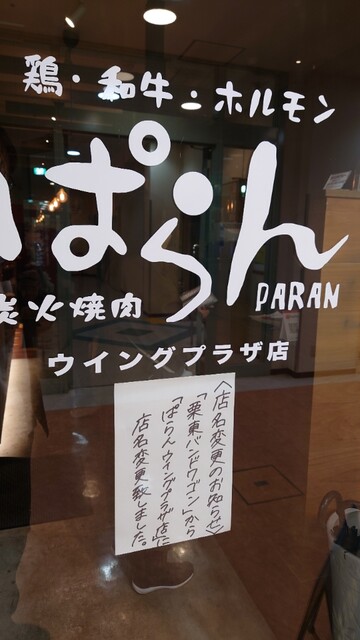 鶏・和牛・ホルモン
ぱらん
PARAN
炭火焼肉
ウイングプラザ店
〈店名変更のお知らせ〉
「栗東バンドワゴン」から
「ぱらんウイングプラザ店」に
店名変更致しました。